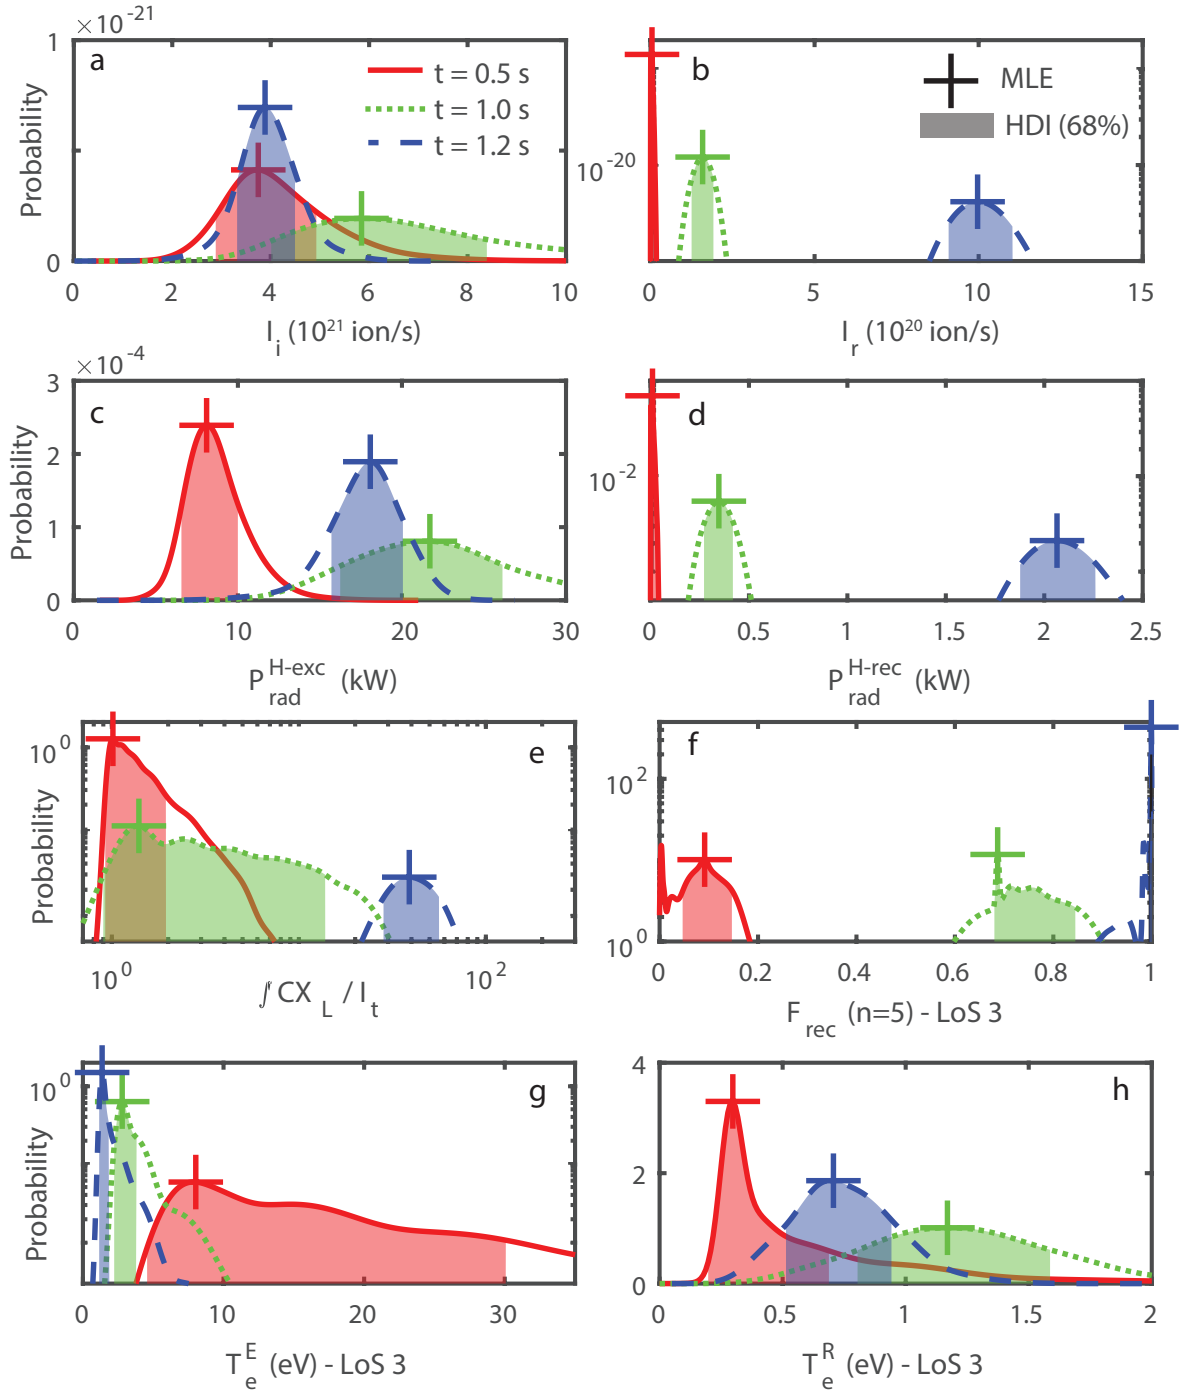 ×10⁻²¹
a
t = 0.5 s
t = 1.0 s
t = 1.2 s
Probability
1
0
0 2 4 6 8 10
I_i (10²¹ ion/s)
b
MLE
HDI (68%)
10⁻²⁰
0 5 10 15
I_r (10²⁰ ion/s)
×10⁻⁴
c
Probability
3
2
1
0
0 10 20 30
P_rad^H-exc (kW)
d
10⁻²
0 0.5 1 1.5 2 2.5
P_rad^H-rec (kW)
e
Probability
10⁰
10⁰ 10²
∫CX_L / I_t
f
10²
10⁰
0 0.2 0.4 0.6 0.8 1
F_rec (n=5) - LoS 3
g
Probability
10⁰
0 10 20 30
T_e^E (eV) - LoS 3
h
4
2
0
0 0.5 1 1.5 2
T_e^R (eV) - LoS 3